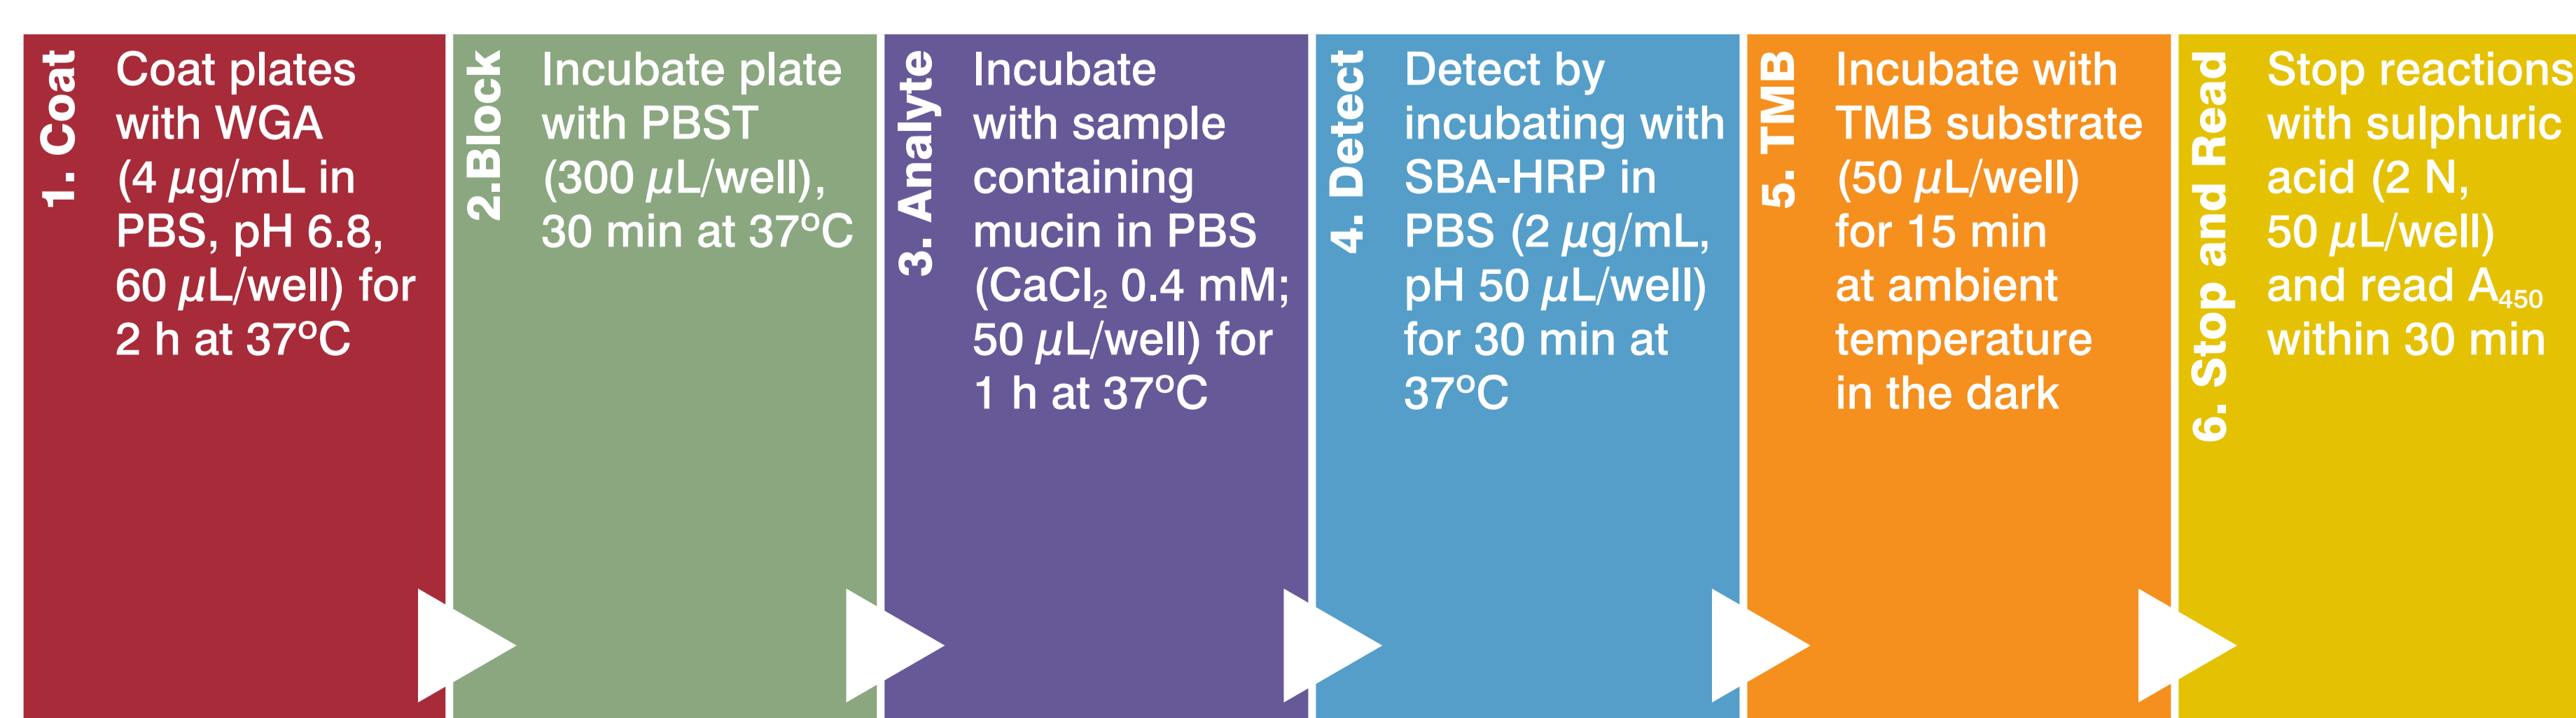 1. Coat
Coat plates
with WGA
(4 μg/mL in
PBS, pH 6.8,
60 μL/well) for
2 h at 37ºC
2.Block
Incubate plate
with PBST
(300 μL/well),
30 min at 37ºC
3. Analyte
Incubate
with sample
containing
mucin in PBS
(CaCl₂ 0.4 mM;
50 μL/well) for
1 h at 37ºC
4. Detect
Detect by
incubating with
SBA-HRP in
PBS (2 μg/mL,
pH 50 μL/well)
for 30 min at
37ºC
5. TMB
Incubate with
TMB substrate
(50 μL/well)
for 15 min
at ambient
temperature
in the dark
6. Stop and Read
Stop reactions
with sulphuric
acid (2 N,
50 μL/well)
and read A₄₅₀
within 30 min